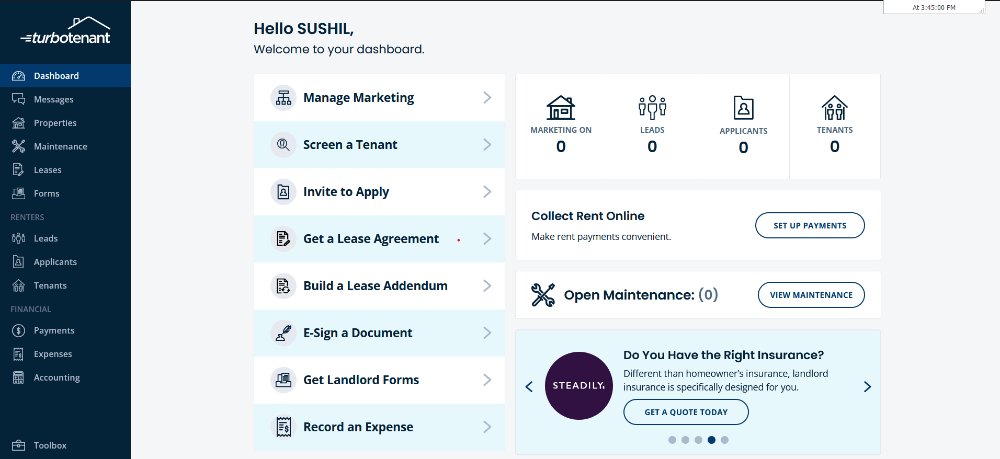 At 3:45:00 PM
turbotenant
Dashboard
Messages
Properties
Maintenance
Leases
Forms
RENTERS
Leads
Applicants
Tenants
FINANCIAL
Payments
Expenses
Accounting
Toolbox
Hello SUSHIL,
Welcome to your dashboard.
Manage Marketing
Screen a Tenant
Invite to Apply
Get a Lease Agreement
Build a Lease Addendum
E-Sign a Document
Get Landlord Forms
Record an Expense
MARKETING ON
0
LEADS
0
APPLICANTS
0
TENANTS
0
Collect Rent Online
Make rent payments convenient.
SET UP PAYMENTS
Open Maintenance: (0)
VIEW MAINTENANCE
STEADILY.
Do You Have the Right Insurance?
Different than homeowner’s insurance, landlord
insurance is specifically designed for you.
GET A QUOTE TODAY